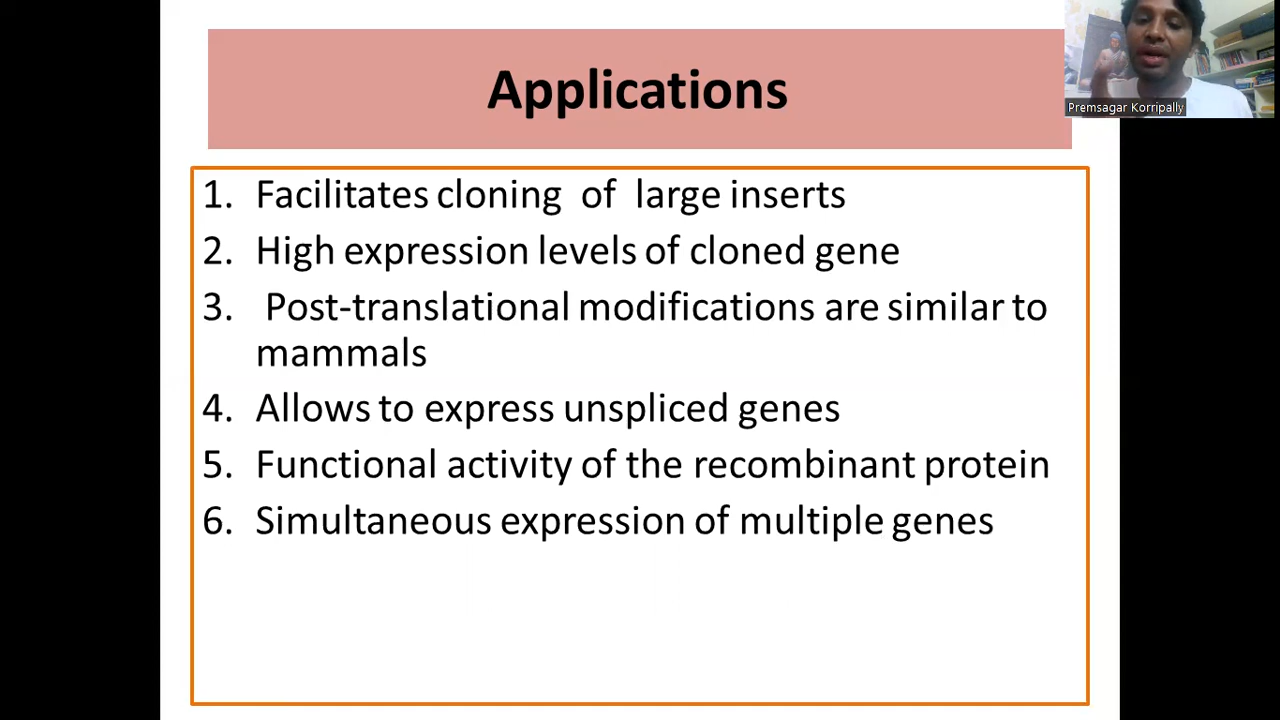 Applications
Premsagar Korripally
1. Facilitates cloning of large inserts
2. High expression levels of cloned gene
3. Post-translational modifications are similar to
mammals
4. Allows to express unspliced genes
5. Functional activity of the recombinant protein
6. Simultaneous expression of multiple genes